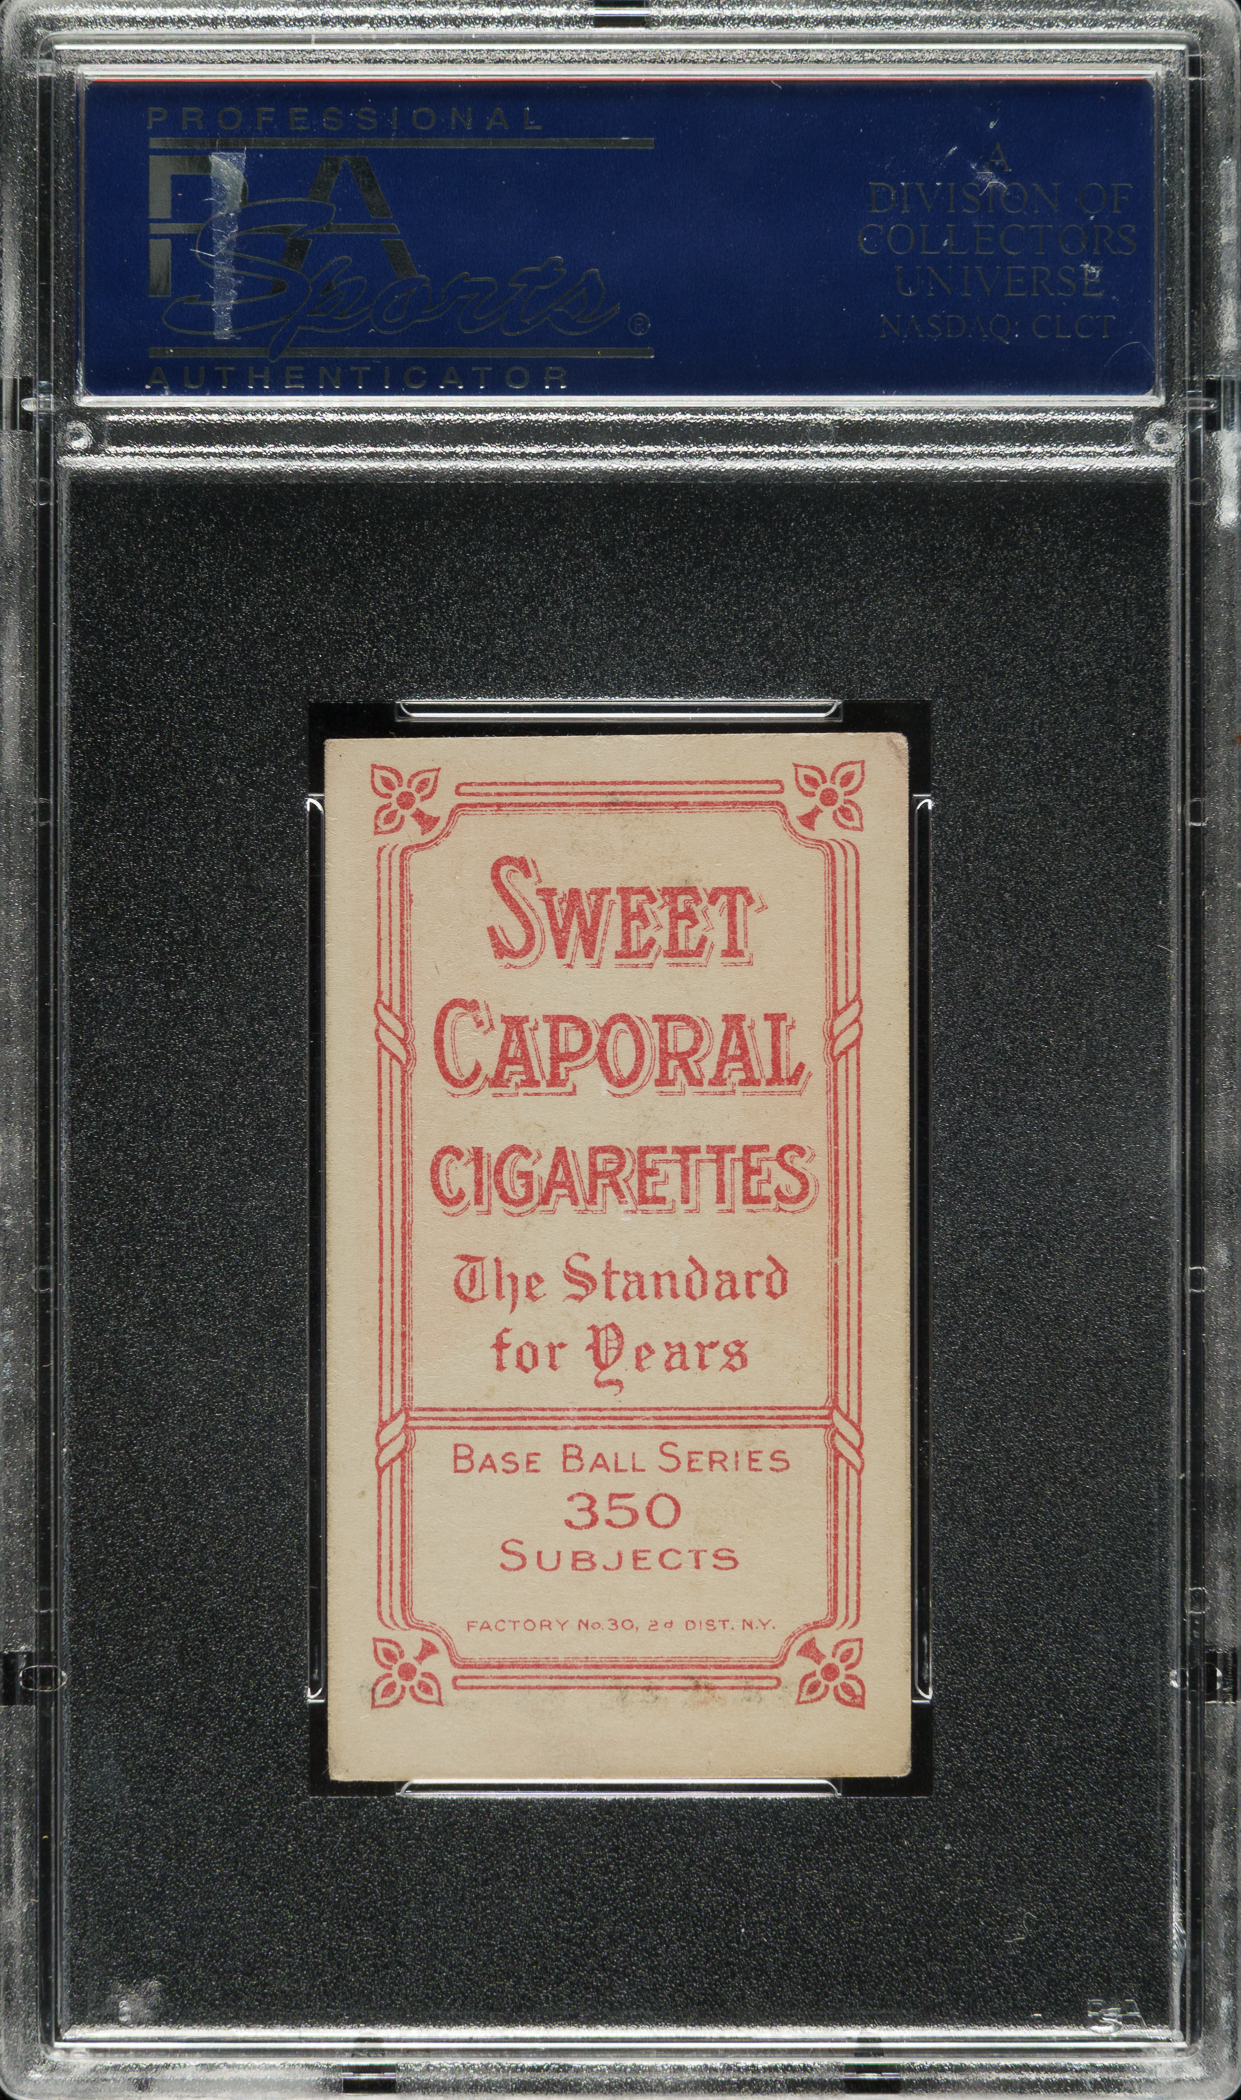 PROFESSIONAL
PSA
Sports®
AUTHENTICATOR
A
DIVISION OF
COLLECTORS
UNIVERSE
NASDAQ: CLCT
SWEET
CAPORAL
CIGARETTES
The Standard
for Years
BASE BALL SERIES
350
SUBJECTS
FACTORY No. 30, 2d DIST. N.Y.
PSA